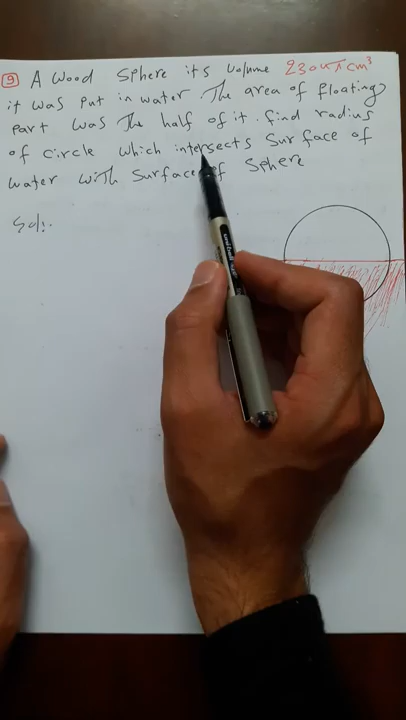 9 A wood sphere its volume 2304π cm³
it was put in water. The area of floating
part was The half of it. find radius
of circle which intersects surface of
water with surface of sphere
Sol: